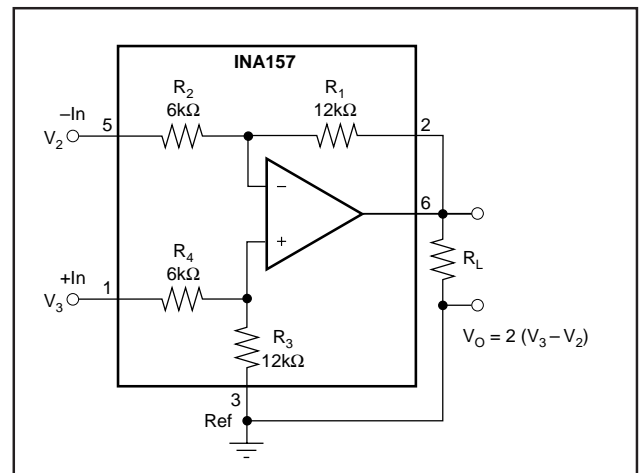 INA157
R2
6kΩ
R1
12kΩ
–In
V2
5
2
–
6
+
R4
6kΩ
+In
V3
1
RL
R3
12kΩ
VO = 2 (V3 – V2)
3
Ref